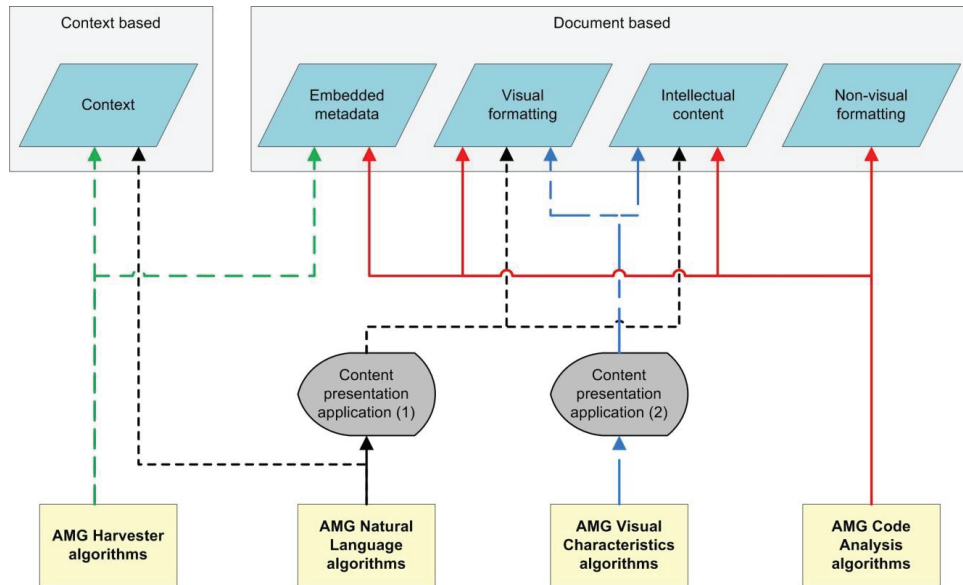 Context based
Document based
Context
Embedded
metadata
Visual
formatting
Intellectual
content
Non-visual
formatting
Content
presentation
application (1)
Content
presentation
application (2)
AMG Harvester
algorithms
AMG Natural
Language
algorithms
AMG Visual
Characteristics
algorithms
AMG Code
Analysis
algorithms